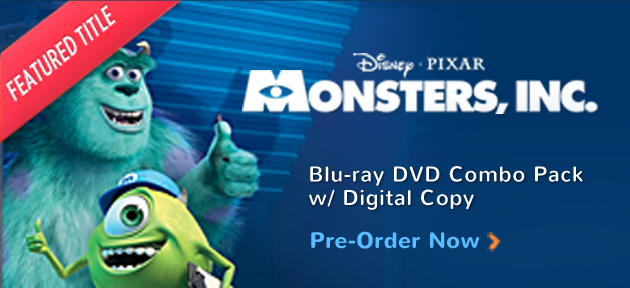 FEATURED TITLE
Disney · PIXAR
MONSTERS, INC.
Blu-ray DVD Combo Pack
w/ Digital Copy
Pre-Order Now